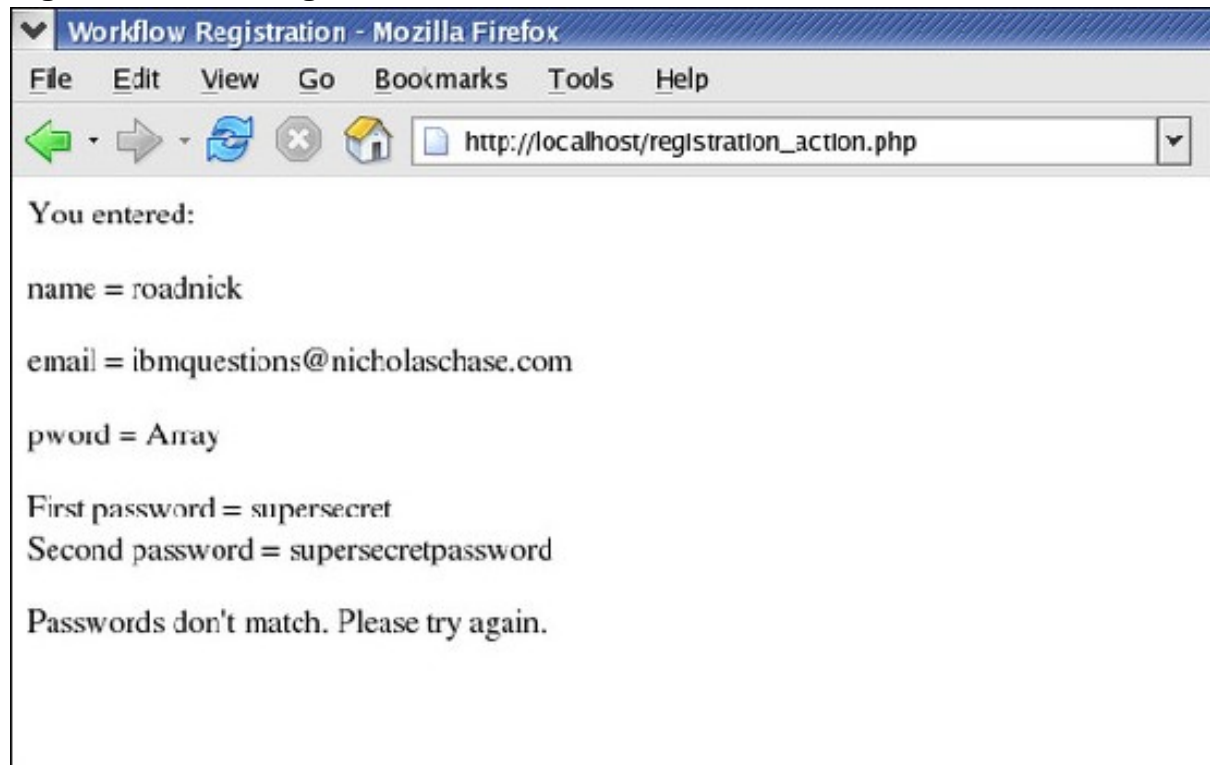 Workflow Registration - Mozilla Firefox
File Edit View Go Bookmarks Tools Help
http://localhost/registration_action.php
You entered:
name = roadnick
email = ibmquestions@nicholaschase.com
pword = Array
First password = supersecret
Second password = supersecretpassword
Passwords don't match. Please try again.